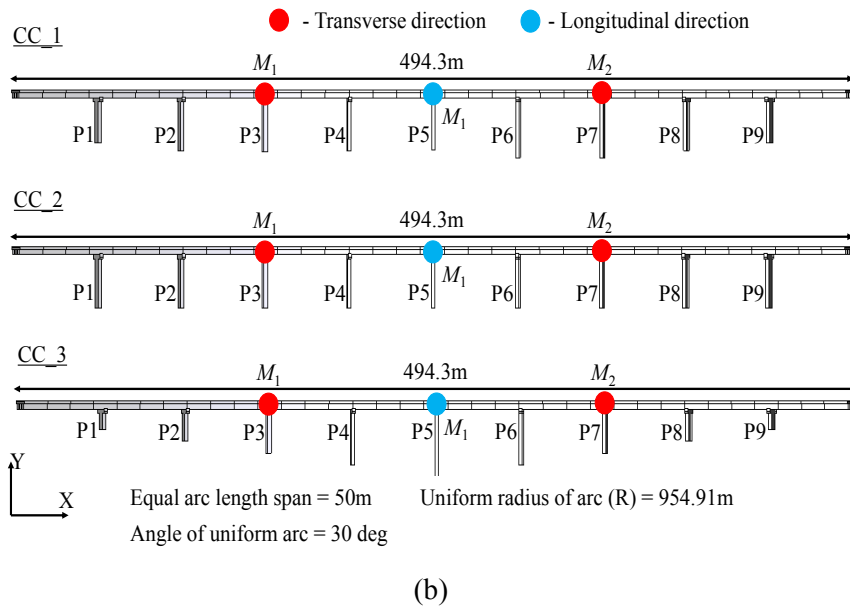 - Transverse direction - Longitudinal direction
CC_1
M1 494.3m M2
P1 P2 P3 P4 P5 M1 P6 P7 P8 P9
CC_2
M1 494.3m M2
P1 P2 P3 P4 P5 M1 P6 P7 P8 P9
CC_3
M1 494.3m M2
P1 P2 P3 P4 P5 M1 P6 P7 P8 P9
Y
X
Equal arc length span = 50m Uniform radius of arc (R) = 954.91m
Angle of uniform arc = 30 deg
(b)